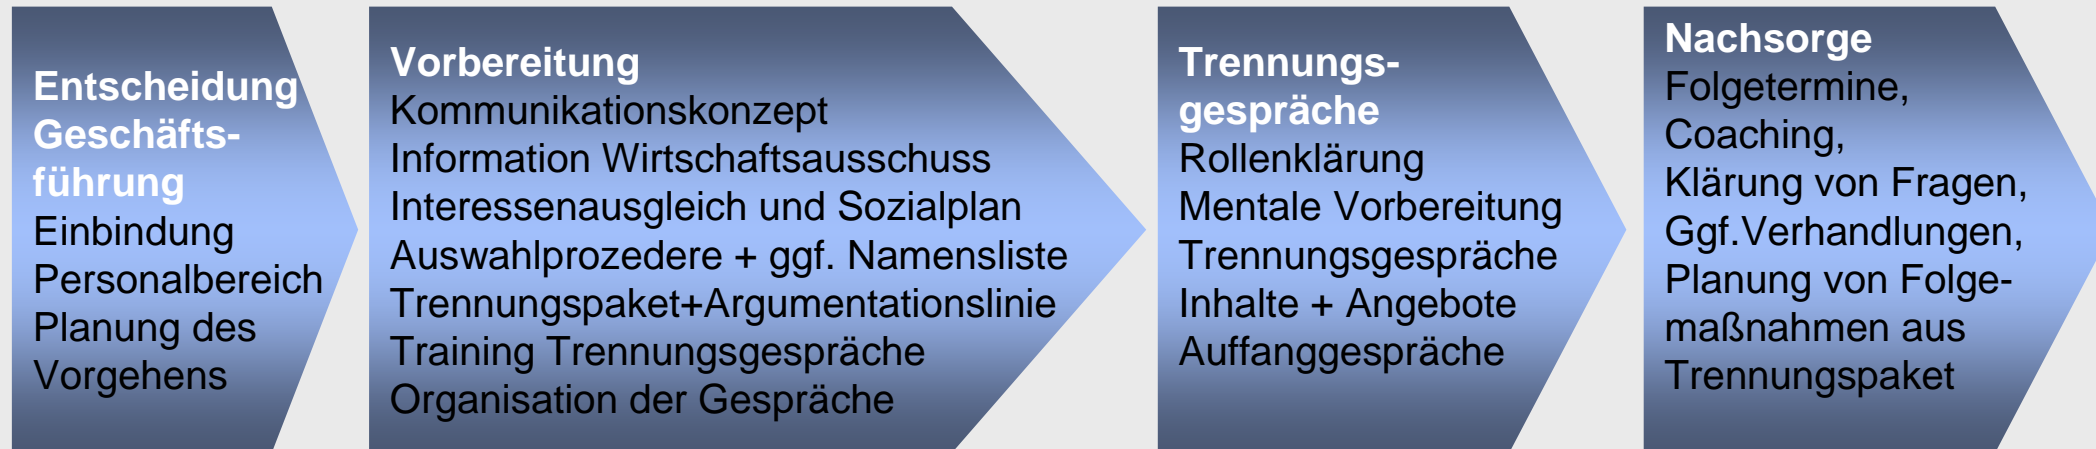 Entscheidung
Geschäfts-
führung
Einbindung
Personalbereich
Planung des
Vorgehens
Vorbereitung
Kommunikationskonzept
Information Wirtschaftsausschuss
Interessenausgleich und Sozialplan
Auswahlprozedere + ggf. Namensliste
Trennungspaket+Argumentationslinie
Training Trennungsgespräche
Organisation der Gespräche
Trennungs-
gespräche
Rollenklärung
Mentale Vorbereitung
Trennungsgespräche
Inhalte + Angebote
Auffanggespräche
Nachsorge
Folgetermine,
Coaching,
Klärung von Fragen,
Ggf.Verhandlungen,
Planung von Folge-
maßnahmen aus
Trennungspaket